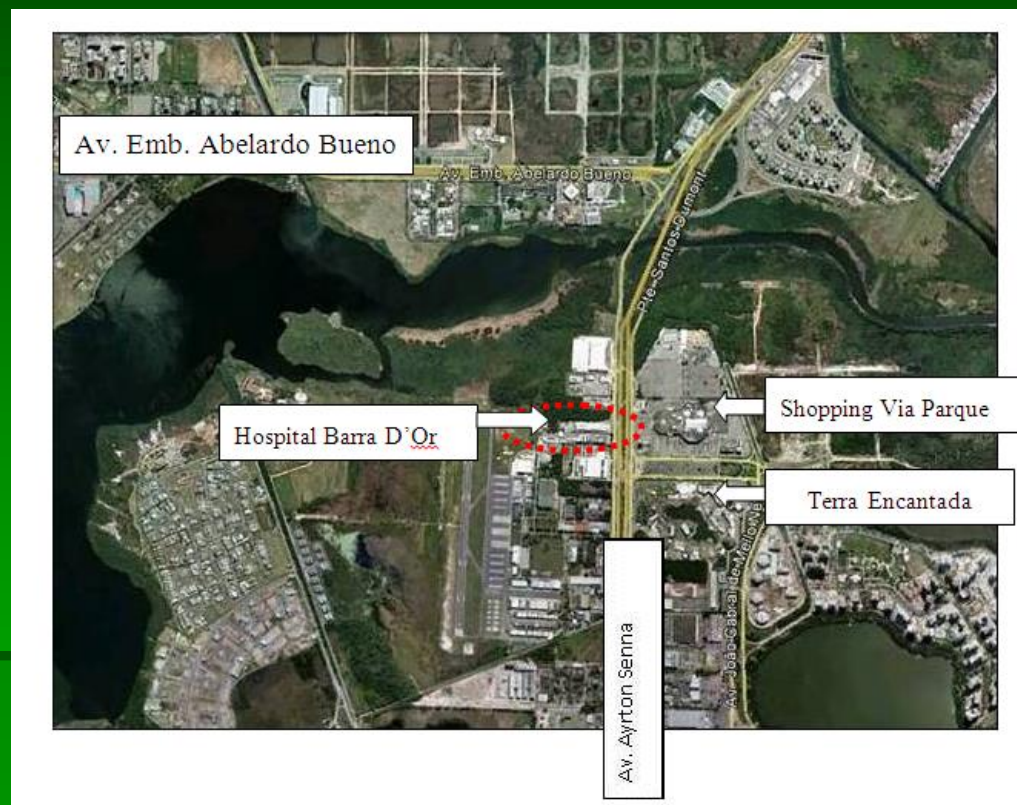 Av. Emb. Abelardo Bueno
Av. Emb. Abelardo Bueno
Pte. Santos Dumont
Shopping Via Parque
Hospital Barra D'Or
Terra Encantada
Av. João Cabral de Mello Ne
Av. Ayrton Senna